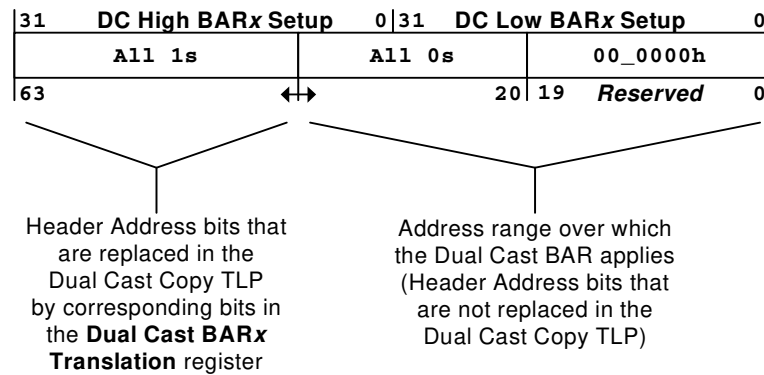 31 DC High BARx Setup 0 31 DC Low BARx Setup 0
All 1s All 0s 00_0000h
63 20 19 Reserved 0
Header Address bits that
are replaced in the
Dual Cast Copy TLP
by corresponding bits in
the Dual Cast BARx
Translation register
Address range over which
the Dual Cast BAR applies
(Header Address bits that
are not replaced in the
Dual Cast Copy TLP)